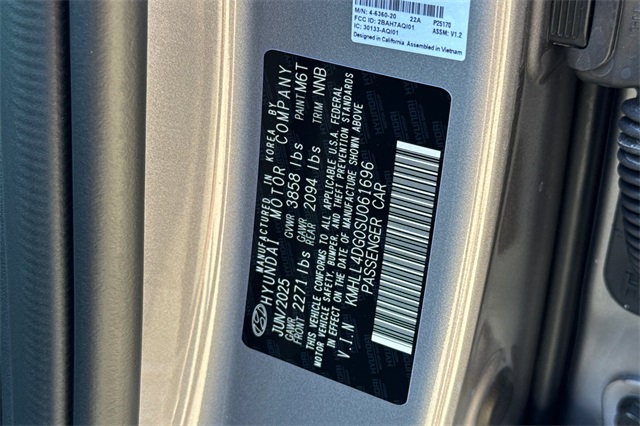 M/N: 4-6360-20 22A P25170
FCC ID: 2BAH7AQI01
IC: 30133-AQI01 ASSM: V1.2
Designed in California Assembled in Vietnam
MANUFACTURED IN KOREA BY
HYUNDAI MOTOR COMPANY
JUN/2025 GVWR 3858 lbs PAINT M6T
GAWR FRONT 2271 lbs GAWR REAR 2094 lbs TRIM NNB
THIS VEHICLE CONFORMS TO ALL APPLICABLE U.S.A. FEDERAL
MOTOR VEHICLE SAFETY, BUMPER, AND THEFT PREVENTION STANDARDS
IN EFFECT ON THE DATE OF MANUFACTURE SHOWN ABOVE
V.I.N KMHLL4DG0SU061696
PASSENGER CAR